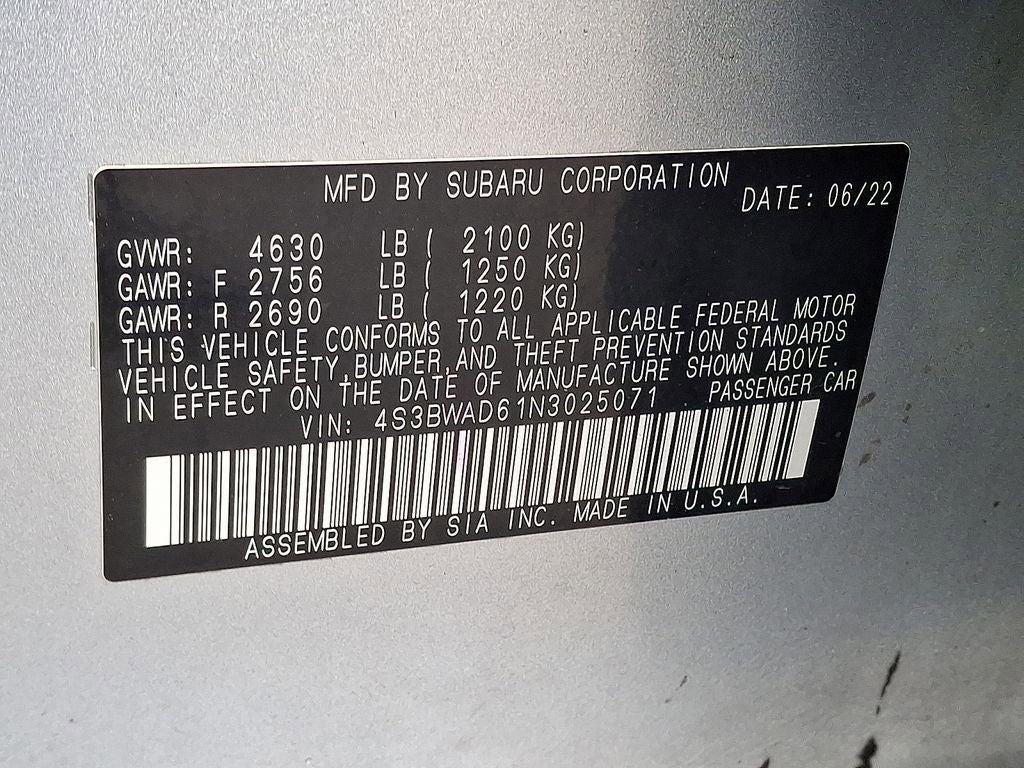 MFD BY SUBARU CORPORATION
DATE: 06/22
GVWR: 4630 LB ( 2100 KG)
GAWR: F 2756 LB ( 1250 KG)
GAWR: R 2690 LB ( 1220 KG)
THIS VEHICLE CONFORMS TO ALL APPLICABLE FEDERAL MOTOR
VEHICLE SAFETY,BUMPER,AND THEFT PREVENTION STANDARDS
IN EFFECT ON THE DATE OF MANUFACTURE SHOWN ABOVE.
VIN: 4S3BWAD61N3025071 PASSENGER CAR
ASSEMBLED BY SIA INC. MADE IN U.S.A.